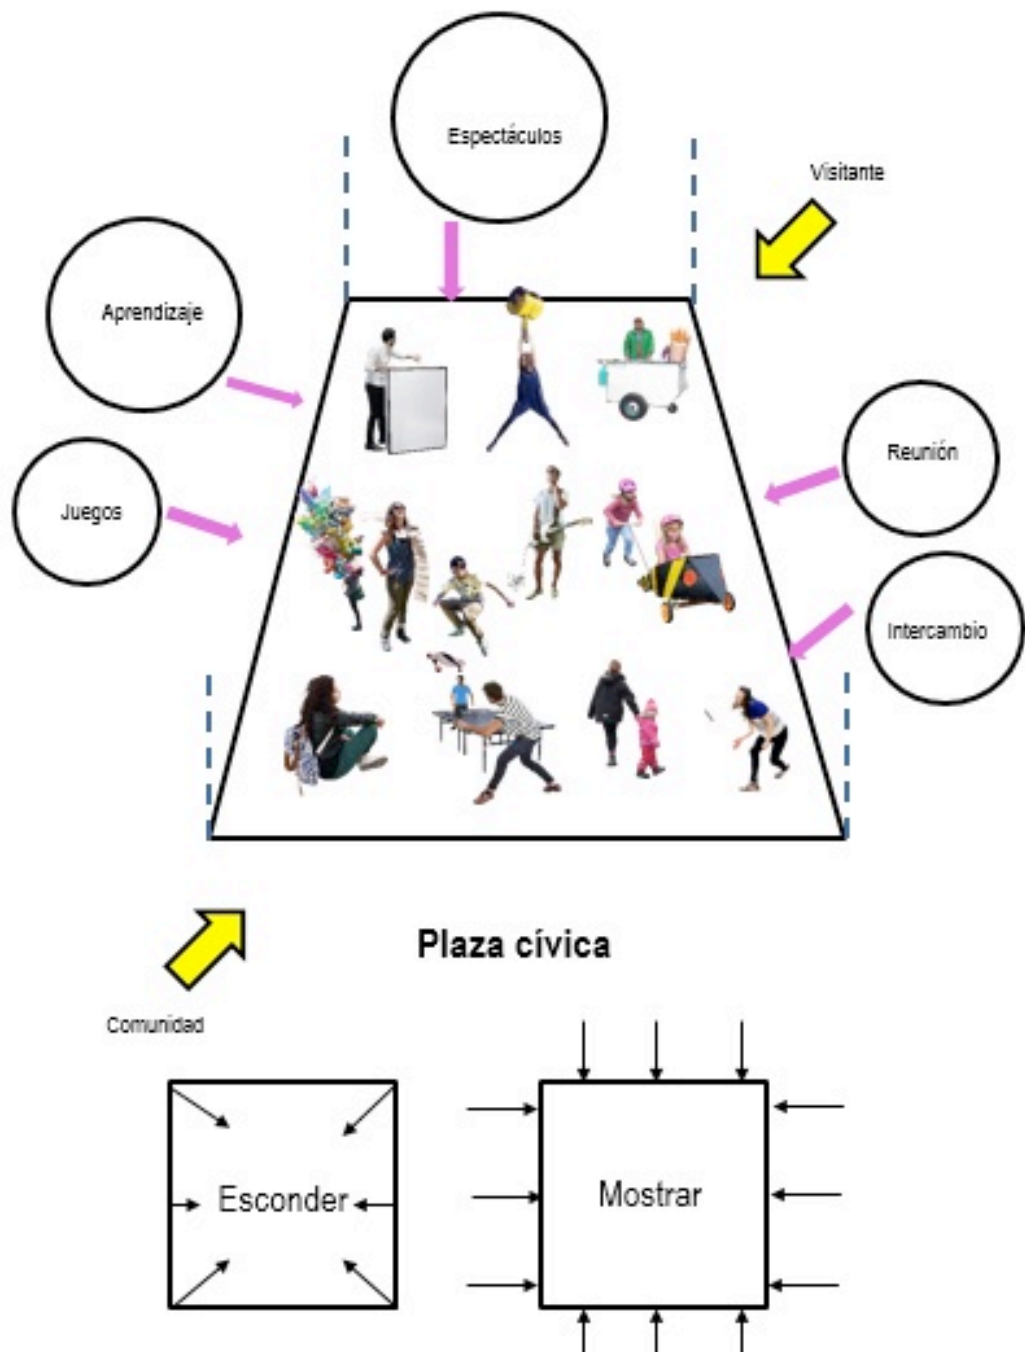 Espectáculos
Visitante
Aprendizaje
Reunión
Juegos
Intercambio
Plaza cívica
Comunidad
Esconder
Mostrar